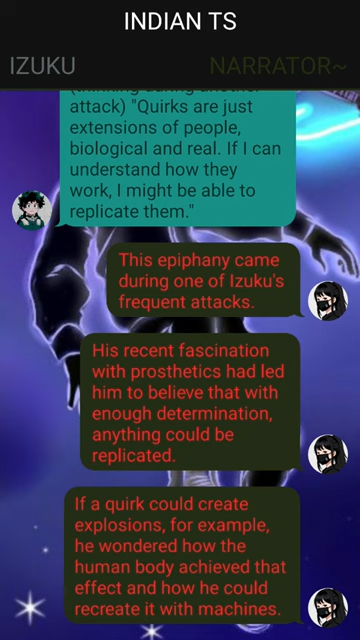 INDIAN TS
IZUKU
NARRATOR~
(thinking during another
attack) "Quirks are just
extensions of people,
biological and real. If I can
understand how they
work, I might be able to
replicate them."
This epiphany came
during one of Izuku's
frequent attacks.
His recent fascination
with prosthetics had led
him to believe that with
enough determination,
anything could be
replicated.
If a quirk could create
explosions, for example,
he wondered how the
human body achieved that
effect and how he could
recreate it with machines.